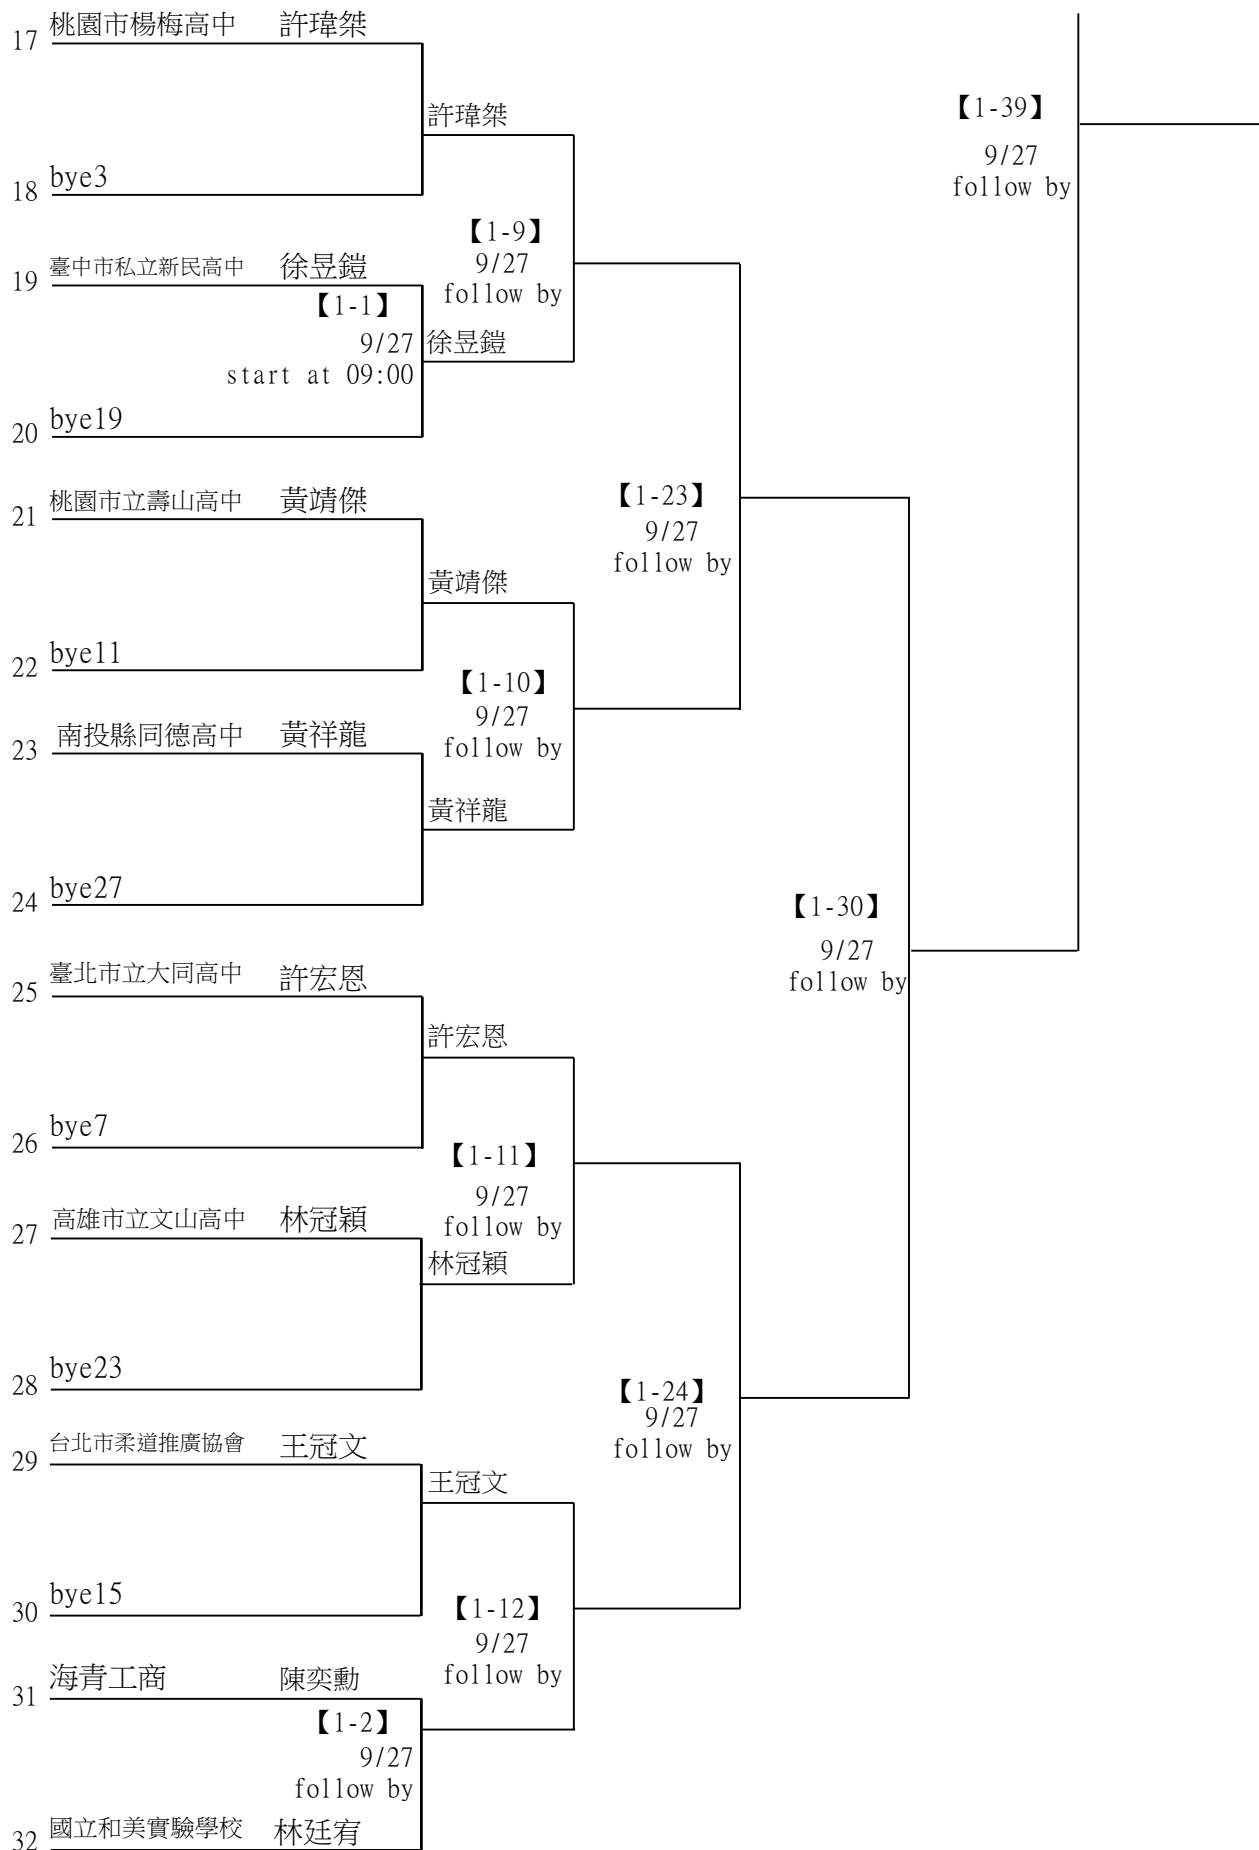 17 桃園市楊梅高中 許瑋桀
許瑋桀
18 bye3
19 臺中市私立新民高中 徐昱鎧
【1-1】
9/27
start at 09:00
徐昱鎧
20 bye19
【1-9】
9/27
follow by
21 桃園市立壽山高中 黃靖傑
黃靖傑
22 bye11
23 南投縣同德高中 黃祥龍
黃祥龍
24 bye27
【1-10】
9/27
follow by
【1-23】
9/27
follow by
25 臺北市立大同高中 許宏恩
許宏恩
26 bye7
27 高雄市立文山高中 林冠穎
林冠穎
28 bye23
【1-11】
9/27
follow by
29 台北市柔道推廣協會 王冠文
王冠文
30 bye15
31 海青工商 陳奕勳
【1-2】
9/27
follow by
32 國立和美實驗學校 林廷宥
【1-12】
9/27
follow by
【1-24】
9/27
follow by
【1-30】
9/27
follow by
【1-39】
9/27
follow by